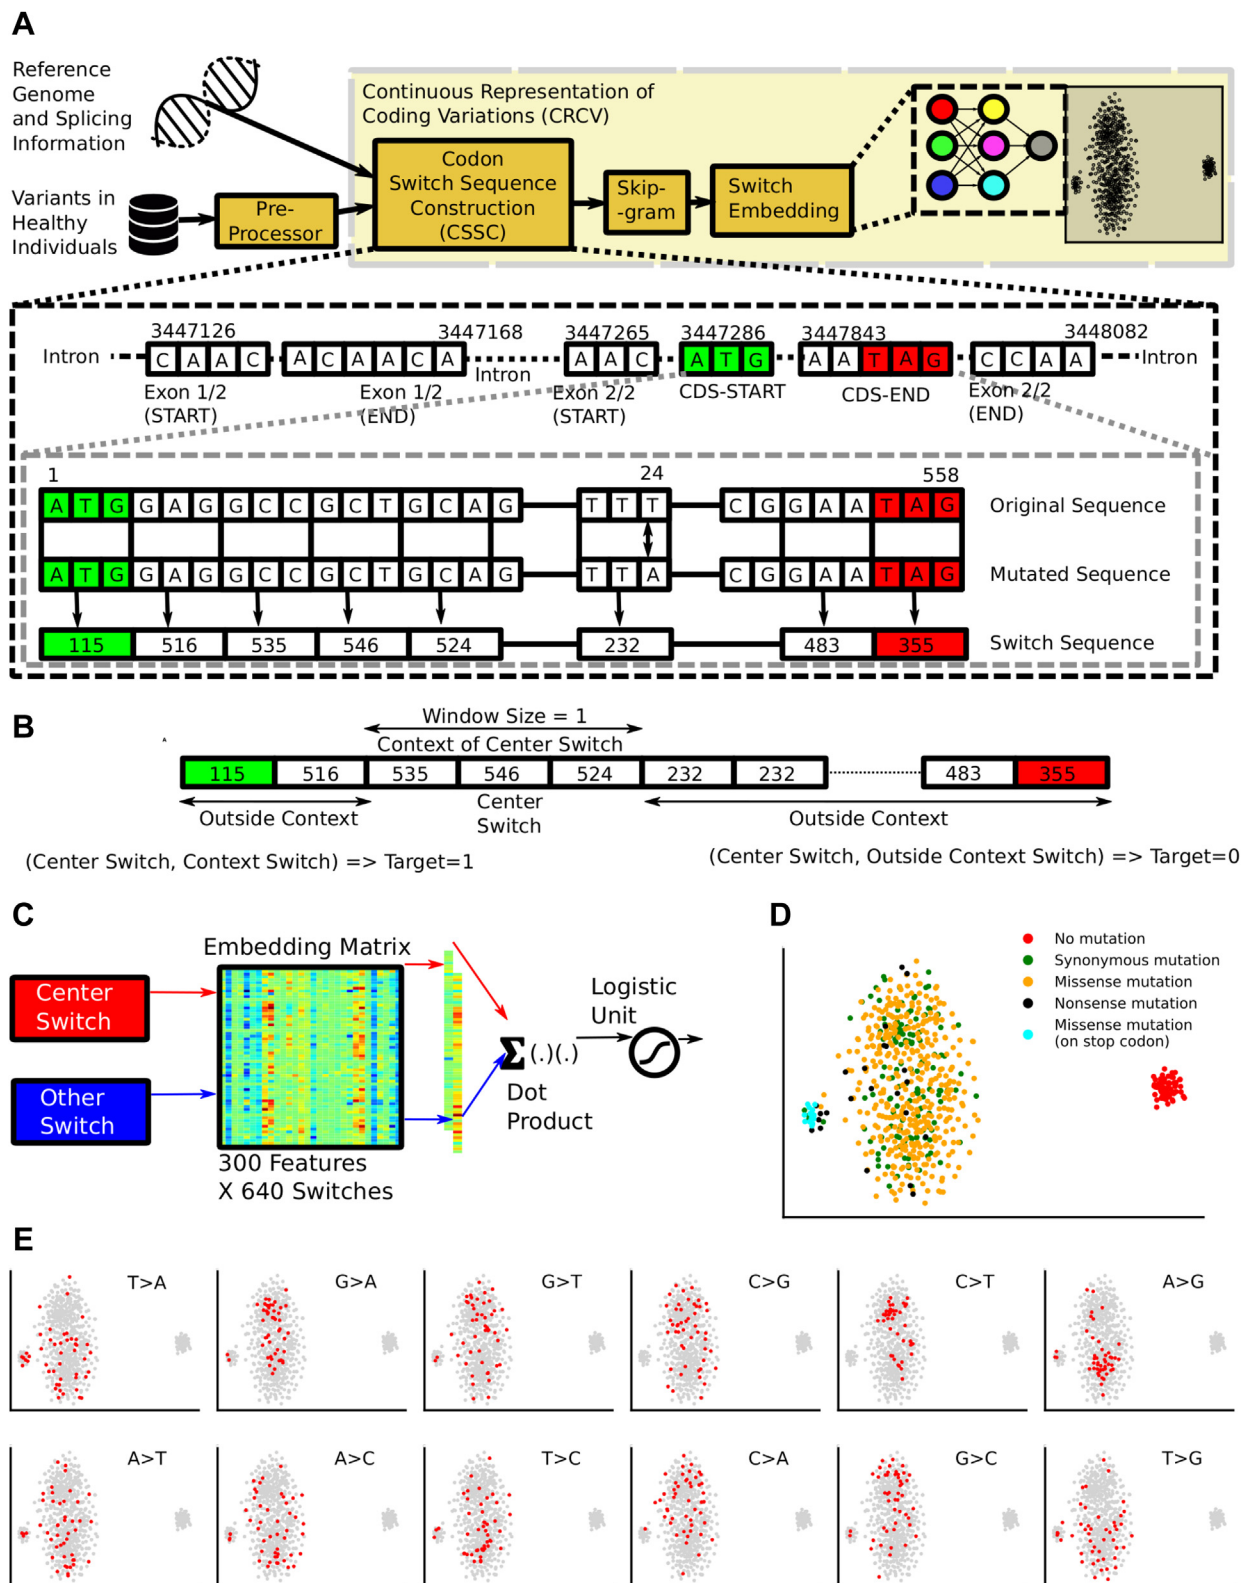 A
Reference
Genome
and Splicing
Information
Variants in
Healthy
Individuals
Pre-
Processor
Continuous Representation of
Coding Variations (CRCV)
Codon
Switch Sequence
Construction
(CSSC)
Skip-
-gram
Switch
Embedding
3447126 3447168 3447265 3447286 3447843 3448082
Intron C A A C A C A A C A Intron A A C A T G A A T A G C C A A Intron
Exon 1/2
(START)
Exon 1/2
(END)
Exon 2/2
(START)
CDS-START
CDS-END
Exon 2/2
(END)
1 24 558
A T G G A G G C C G C T G C A G T T T C G G A A T A G Original Sequence
A T G G A G G C C G C T G C A G T T A C G G A A T A G Mutated Sequence
115 516 535 546 524 232 483 355 Switch Sequence
B
Window Size = 1
Context of Center Switch
115 516 535 546 524 232 232 483 355
Outside Context
Center
Switch
Outside Context
(Center Switch, Context Switch) => Target=1
(Center Switch, Outside Context Switch) => Target=0
C
Center
Switch
Other
Switch
Embedding Matrix
300 Features
X 640 Switches
Σ (.)(.)
Dot
Product
Logistic
Unit
D
No mutation
Synonymous mutation
Missense mutation
Nonsense mutation
Missense mutation
(on stop codon)
E
T>A G>A G>T C>G C>T A>G
A>T A>C T>C C>A G>C T>G